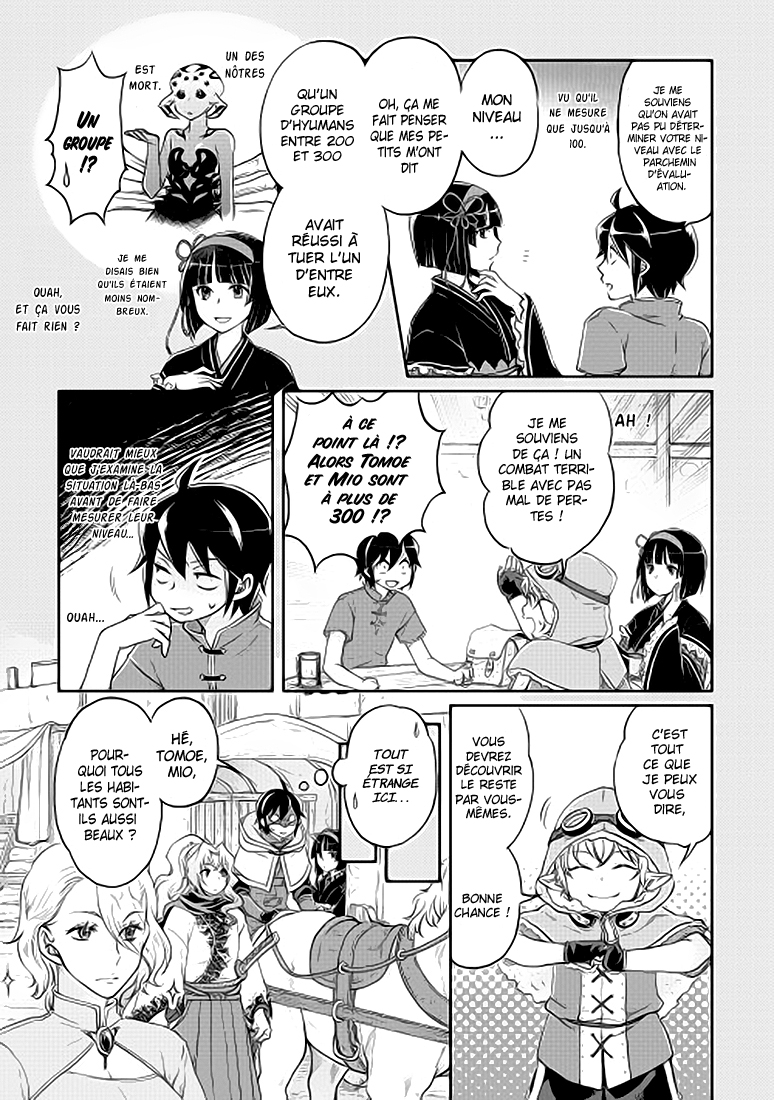 JE ME
SOUVIENS
QU'ON AVAIT
PAS PU DÉTER-
MINER VOTRE NI-
VEAU AVEC LE
PARCHEMIN
D'ÉVALUA-
TION.
VU QU'IL
NE MESURE
QUE JUSQU'À
100.
MON
NIVEAU
...
OH, ÇA ME
FAIT PENSER
QUE MES PE-
TITS M'ONT
DIT
QU'UN
GROUPE
D'HYUMANS
ENTRE 200
ET 300
AVAIT
RÉUSSI À
TUER L'UN
D'ENTRE
EUX.
UN DES
NÔTRES
EST
MORT.
UN
GROUPE
!?
JE ME
DISAIS BIEN
QU'ILS ÉTAIENT
MOINS NOM-
BREUX.
OUAH,
ET ÇA VOUS
FAIT RIEN ?
AH !
JE ME
SOUVIENS
DE ÇA ! UN
COMBAT TERRI-
BLE AVEC PAS
MAL DE PER-
TES !
À CE
POINT LÀ !?
ALORS TOMOE
ET MIO SONT
À PLUS DE
300 !?
VAUDRAIT MIEUX
QUE J'EXAMINE LA
SITUATION LÀ-BAS
AVANT DE FAIRE
MESURER LEUR
NIVEAU...
OUAH...
C'EST
TOUT
CE QUE
JE PEUX
VOUS
DIRE,
VOUS
DEVREZ
DÉCOUVRIR
LE RESTE
PAR VOUS-
MÊMES.
BONNE
CHANCE !
TOUT
EST SI
ÉTRANGE
ICI...
HÉ,
TOMOE,
MIO,
POUR-
QUOI TOUS
LES HABI-
TANTS SONT-
ILS AUSSI
BEAUX ?